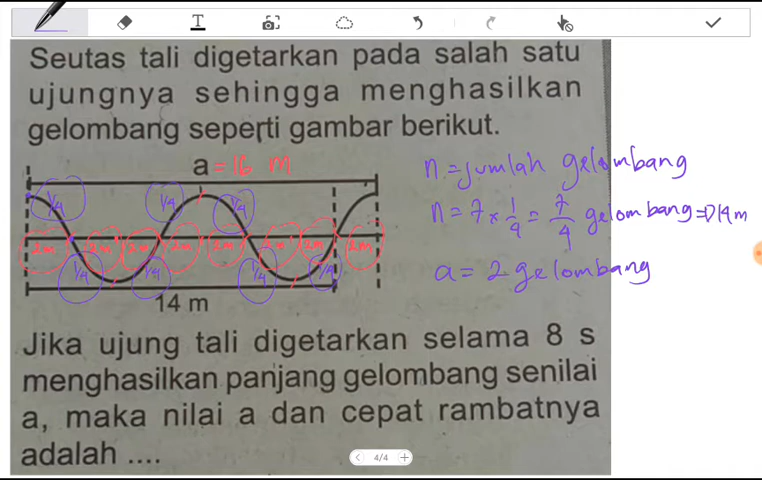 T
Seutas tali digetarkan pada salah satu
ujungnya sehingga menghasilkan
gelombang seperti gambar berikut.
a = 16 m
1/4 1/4 1/4
2m 2m 2m 2m 2m 2m 2m 2m
1/4 1/4 1/4 1/4
14 m
n = jumlah gelombang
n = 7 × 1/4 = 7/4 gelombang => 14 m
a = 2 gelombang
Jika ujung tali digetarkan selama 8 s
menghasilkan panjang gelombang senilai
a, maka nilai a dan cepat rambatnya
adalah ....
< 4/4 +